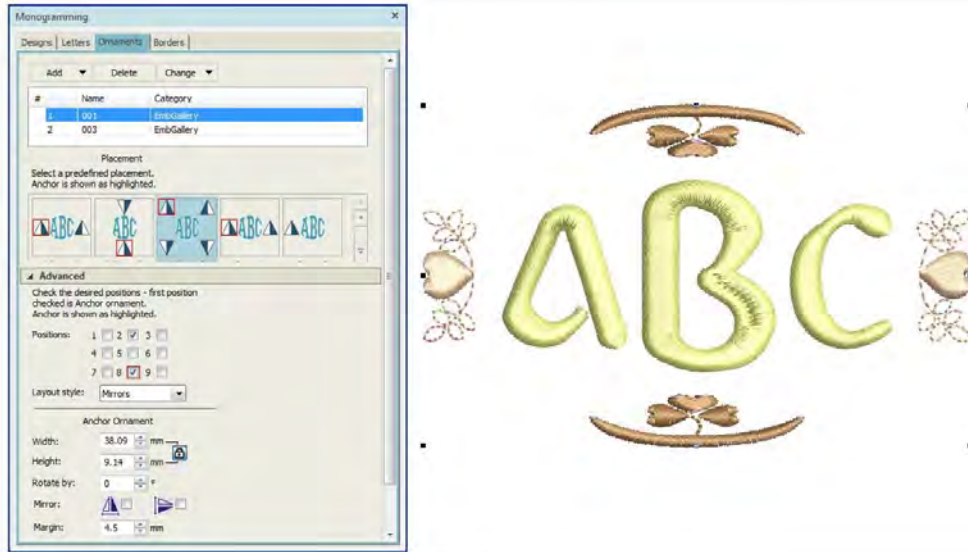 Monogramming
Designs Letters Ornaments Borders
Add Delete Change
# Name Category
1 001 EmbGallery
2 003 EmbGallery
Placement
Select a predefined placement.
Anchor is shown as highlighted.
ABC ABC ABC ABC ABC
Advanced
Check the desired positions - first position
checked is Anchor ornament.
Anchor is shown as highlighted.
Positions: 1 2 3
4 5 6
7 8 9
Layout style: Mirrors
Anchor Ornament
Width: 38.09 mm
Height: 9.14 mm
Rotate by: 0 °
Mirror:
Margin: 4.5 mm
ABC